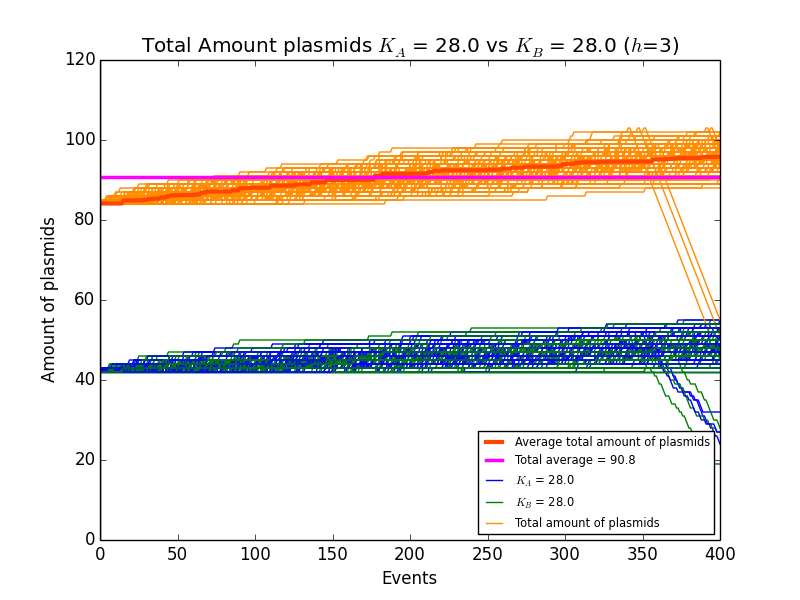 Total Amount plasmids K_A = 28.0 vs K_B = 28.0 (h=3)
120
100
80
60
40
20
0
Amount of plasmids
0 50 100 150 200 250 300 350 400
Events
Average total amount of plasmids
Total average = 90.8
K_A = 28.0
K_B = 28.0
Total amount of plasmids